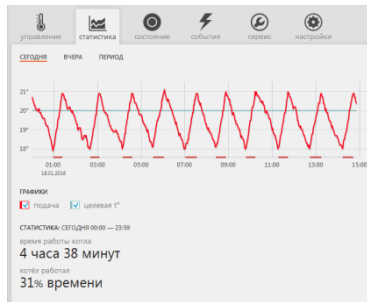 управление статистика состояние события сервис настройки
СЕГОДНЯ ВЧЕРА ПЕРИОД
21°
20°
19°
18°
01:00 03:00 05:00 07:00 09:00 11:00 13:00 15:00
18.01.2016
ГРАФИКИ
подача целевая t°
СТАТИСТИКА: СЕГОДНЯ 00:00 — 23:59
время работы котла
4 часа 38 минут
котёл работал
31% времени